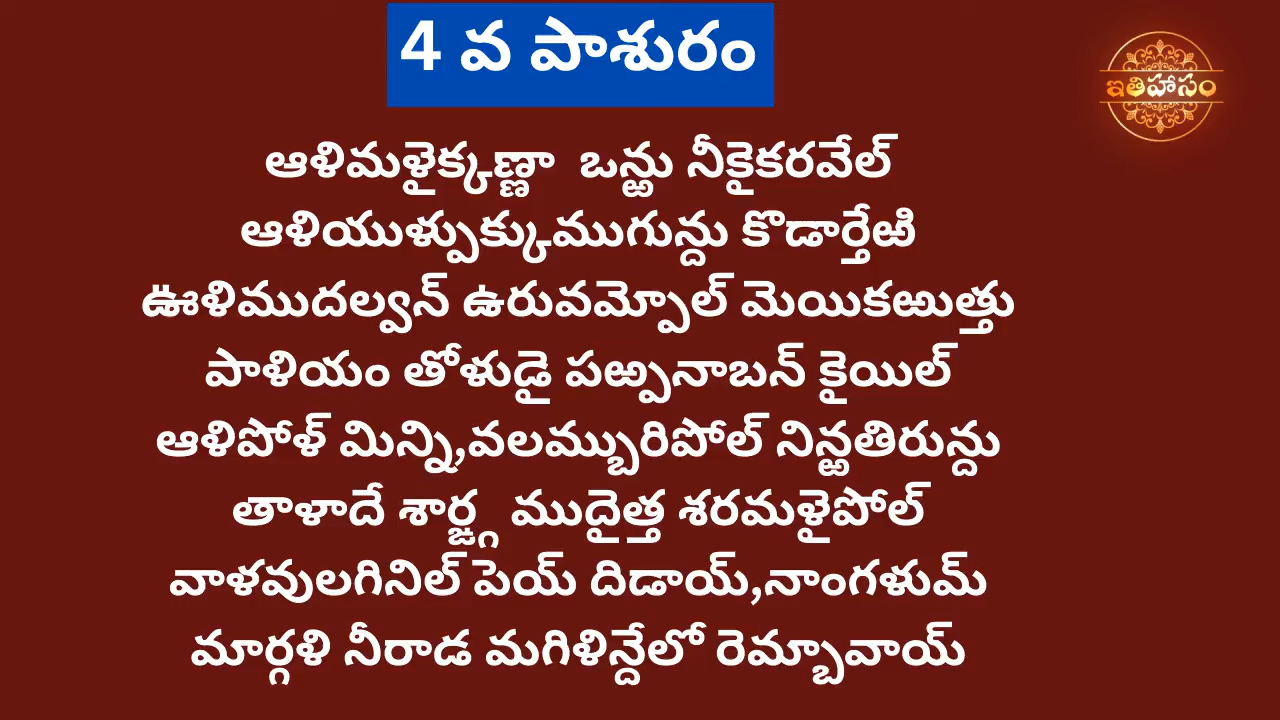 4 వ పాశురం
ఇతిహాసం
ఆళిమళైక్కణ్ణా ఒన్ఱు నీకైకరవేల్
ఆళియుళ్పుక్కుముగున్దు కొడార్తేఱి
ఊళిముదల్వన్ ఉరువమ్పోల్ మెయికఱుత్తు
పాళియం తోళుడై పఱ్పనాబన్ కైయిల్
ఆళిపోళ్ మిన్ని,వలమ్బురిపోల్ నిన్ఱతిరున్దు
తాళాదే శార్ఙ్గ ముదైత్త శరమళైపోల్
వాళవులగినిల్ పెయ్ దిడాయ్,నాంగళుమ్
మార్గళి నీరాడ మగిళిన్దేలో రెమ్బావాయ్